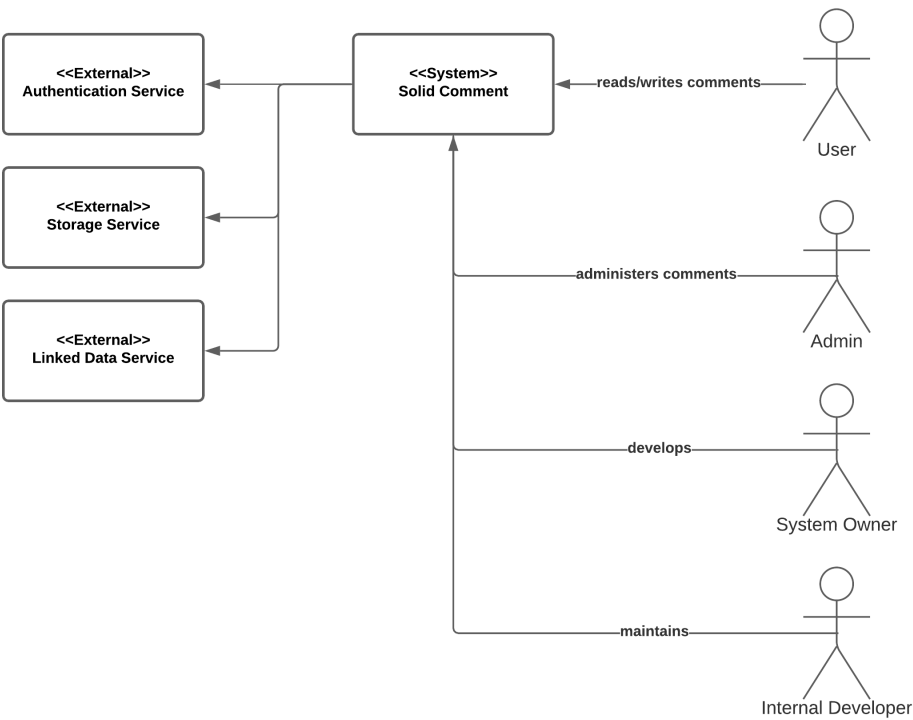 <<External>>
Authentication Service
<<System>>
Solid Comment
reads/writes comments
User
<<External>>
Storage Service
administers comments
Admin
<<External>>
Linked Data Service
develops
System Owner
maintains
Internal Developer